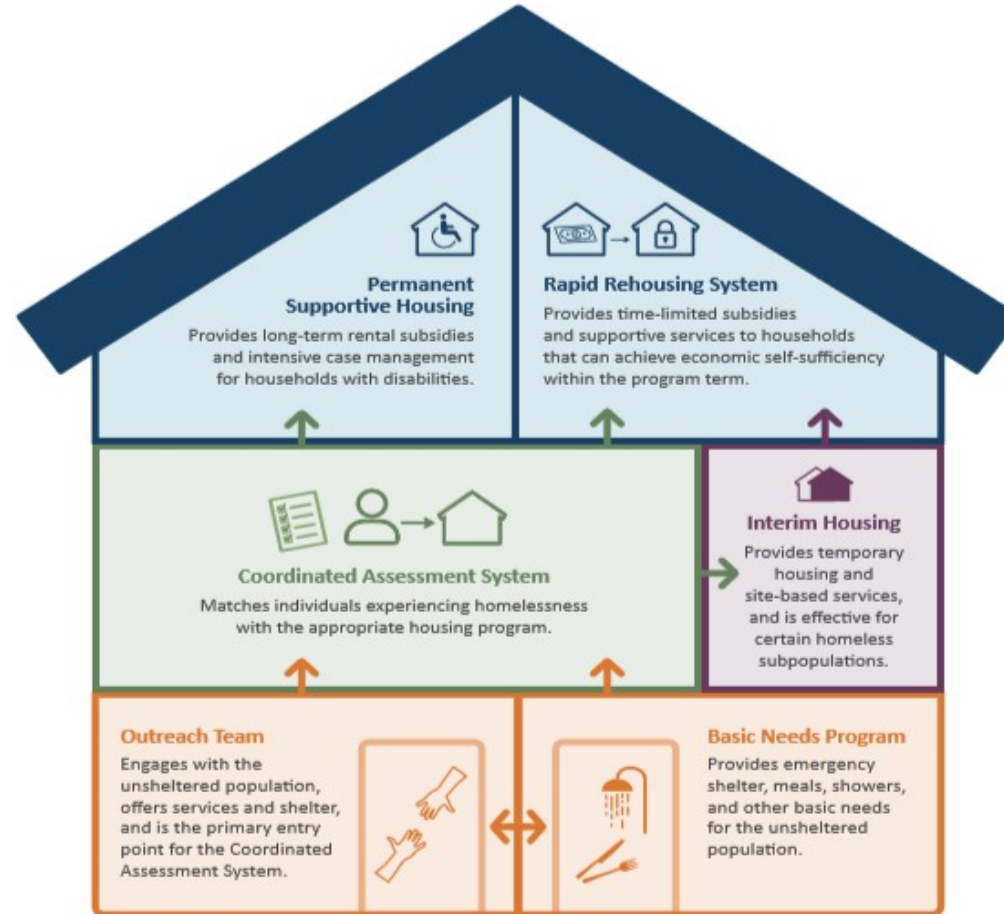 Permanent
Supportive Housing
Provides long-term rental subsidies
and intensive case management
for households with disabilities.
Rapid Rehousing System
Provides time-limited subsidies
and supportive services to households
that can achieve economic self-sufficiency
within the program term.
Coordinated Assessment System
Matches individuals experiencing homelessness
with the appropriate housing program.
Interim Housing
Provides temporary
housing and
site-based services,
and is effective for
certain homeless
subpopulations.
Outreach Team
Engages with the
unsheltered population,
offers services and shelter,
and is the primary entry
point for the Coordinated
Assessment System.
Basic Needs Program
Provides emergency
shelter, meals, showers,
and other basic needs
for the unsheltered
population.